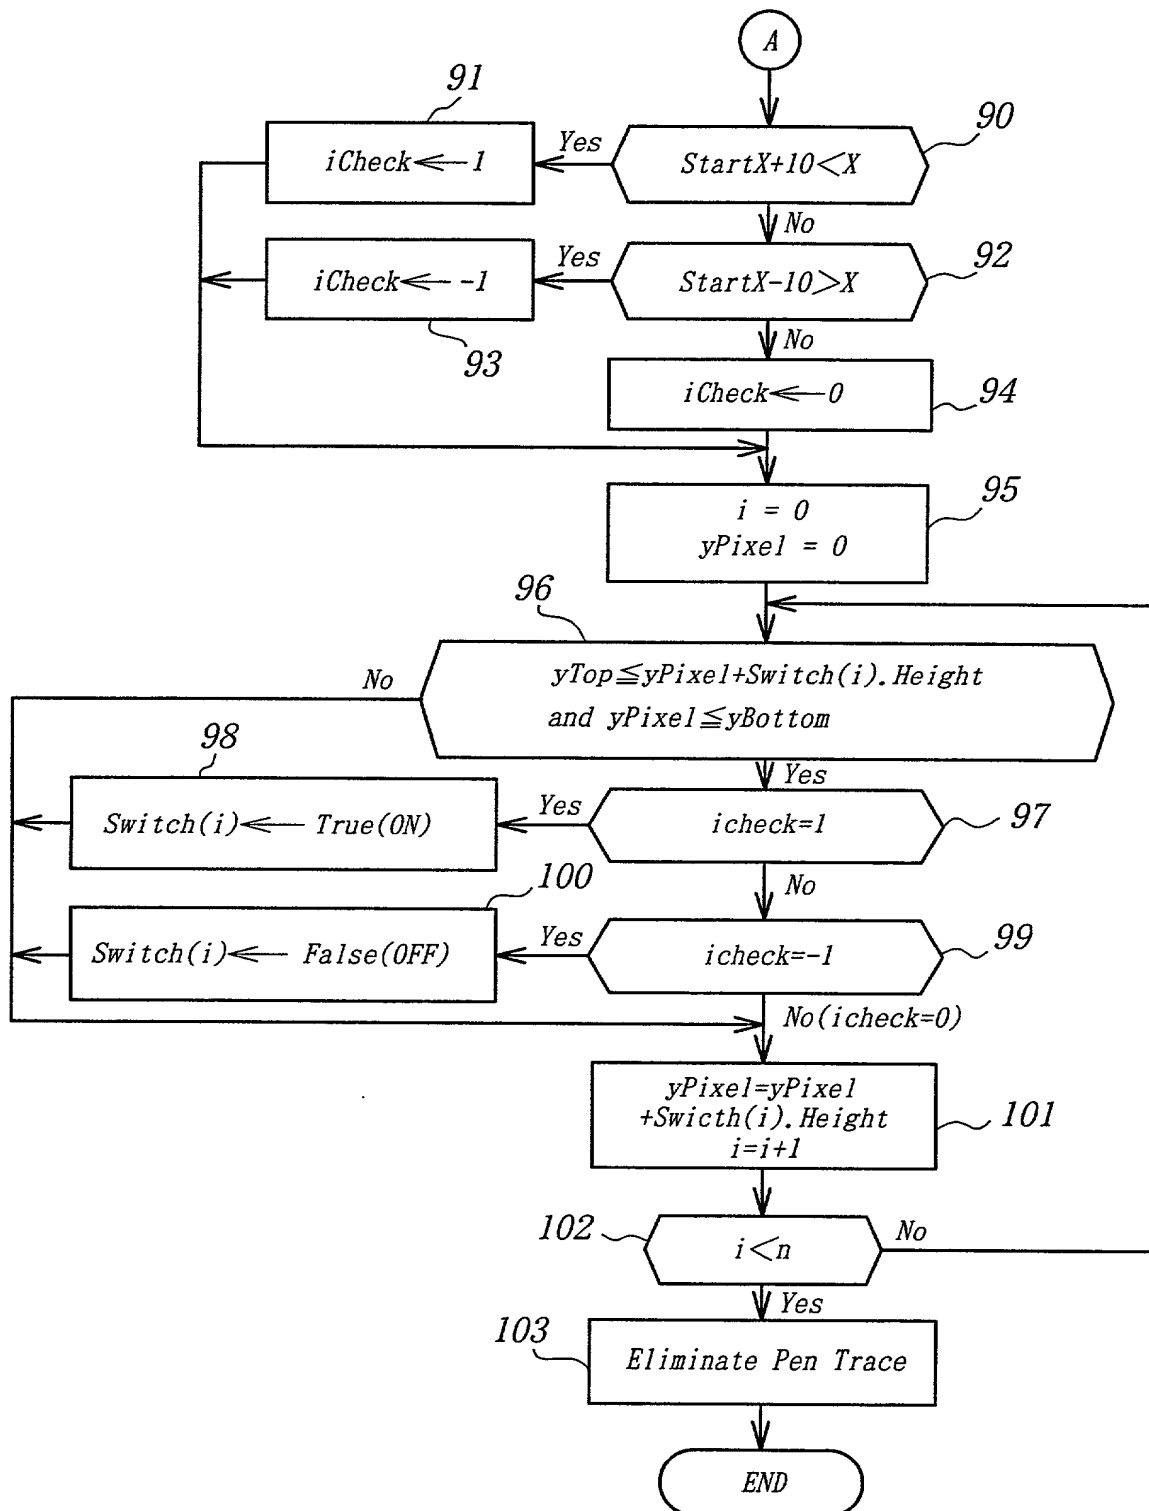 A
91
90
iCheck←1
Yes
StartX+10<X
No
92
iCheck←-1
Yes
StartX-10>X
93
No
iCheck←0
94
95
i = 0
yPixel = 0
96
No
yTop≦yPixel+Switch(i).Height
and yPixel≦yBottom
98
Yes
Switch(i)← True(ON)
Yes
icheck=1
97
100
No
Switch(i)← False(OFF)
Yes
icheck=-1
99
No(icheck=0)
yPixel=yPixel
+Swicth(i).Height
i=i+1
101
102
i<n
No
Yes
103
Eliminate Pen Trace
END